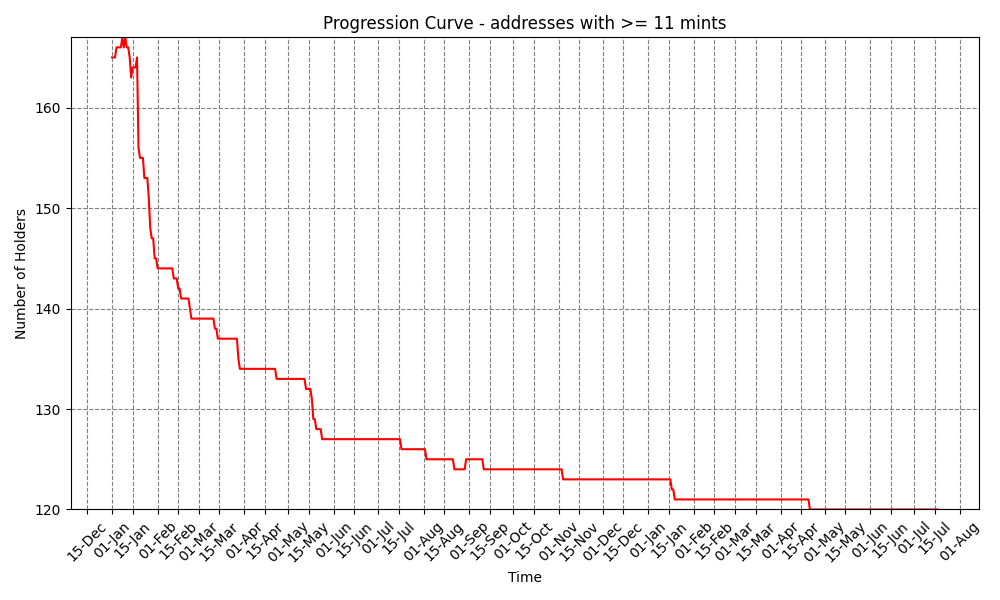 Progression Curve - addresses with >= 11 mints
Number of Holders
160
150
140
130
120
15-Dec
01-Jan
15-Jan
01-Feb
15-Feb
01-Mar
15-Mar
01-Apr
15-Apr
01-May
15-May
01-Jun
15-Jun
01-Jul
15-Jul
01-Aug
15-Aug
01-Sep
15-Sep
01-Oct
15-Oct
01-Nov
15-Nov
01-Dec
15-Dec
01-Jan
15-Jan
01-Feb
15-Feb
01-Mar
15-Mar
01-Apr
15-Apr
01-May
15-May
01-Jun
15-Jun
01-Jul
15-Jul
01-Aug
Time